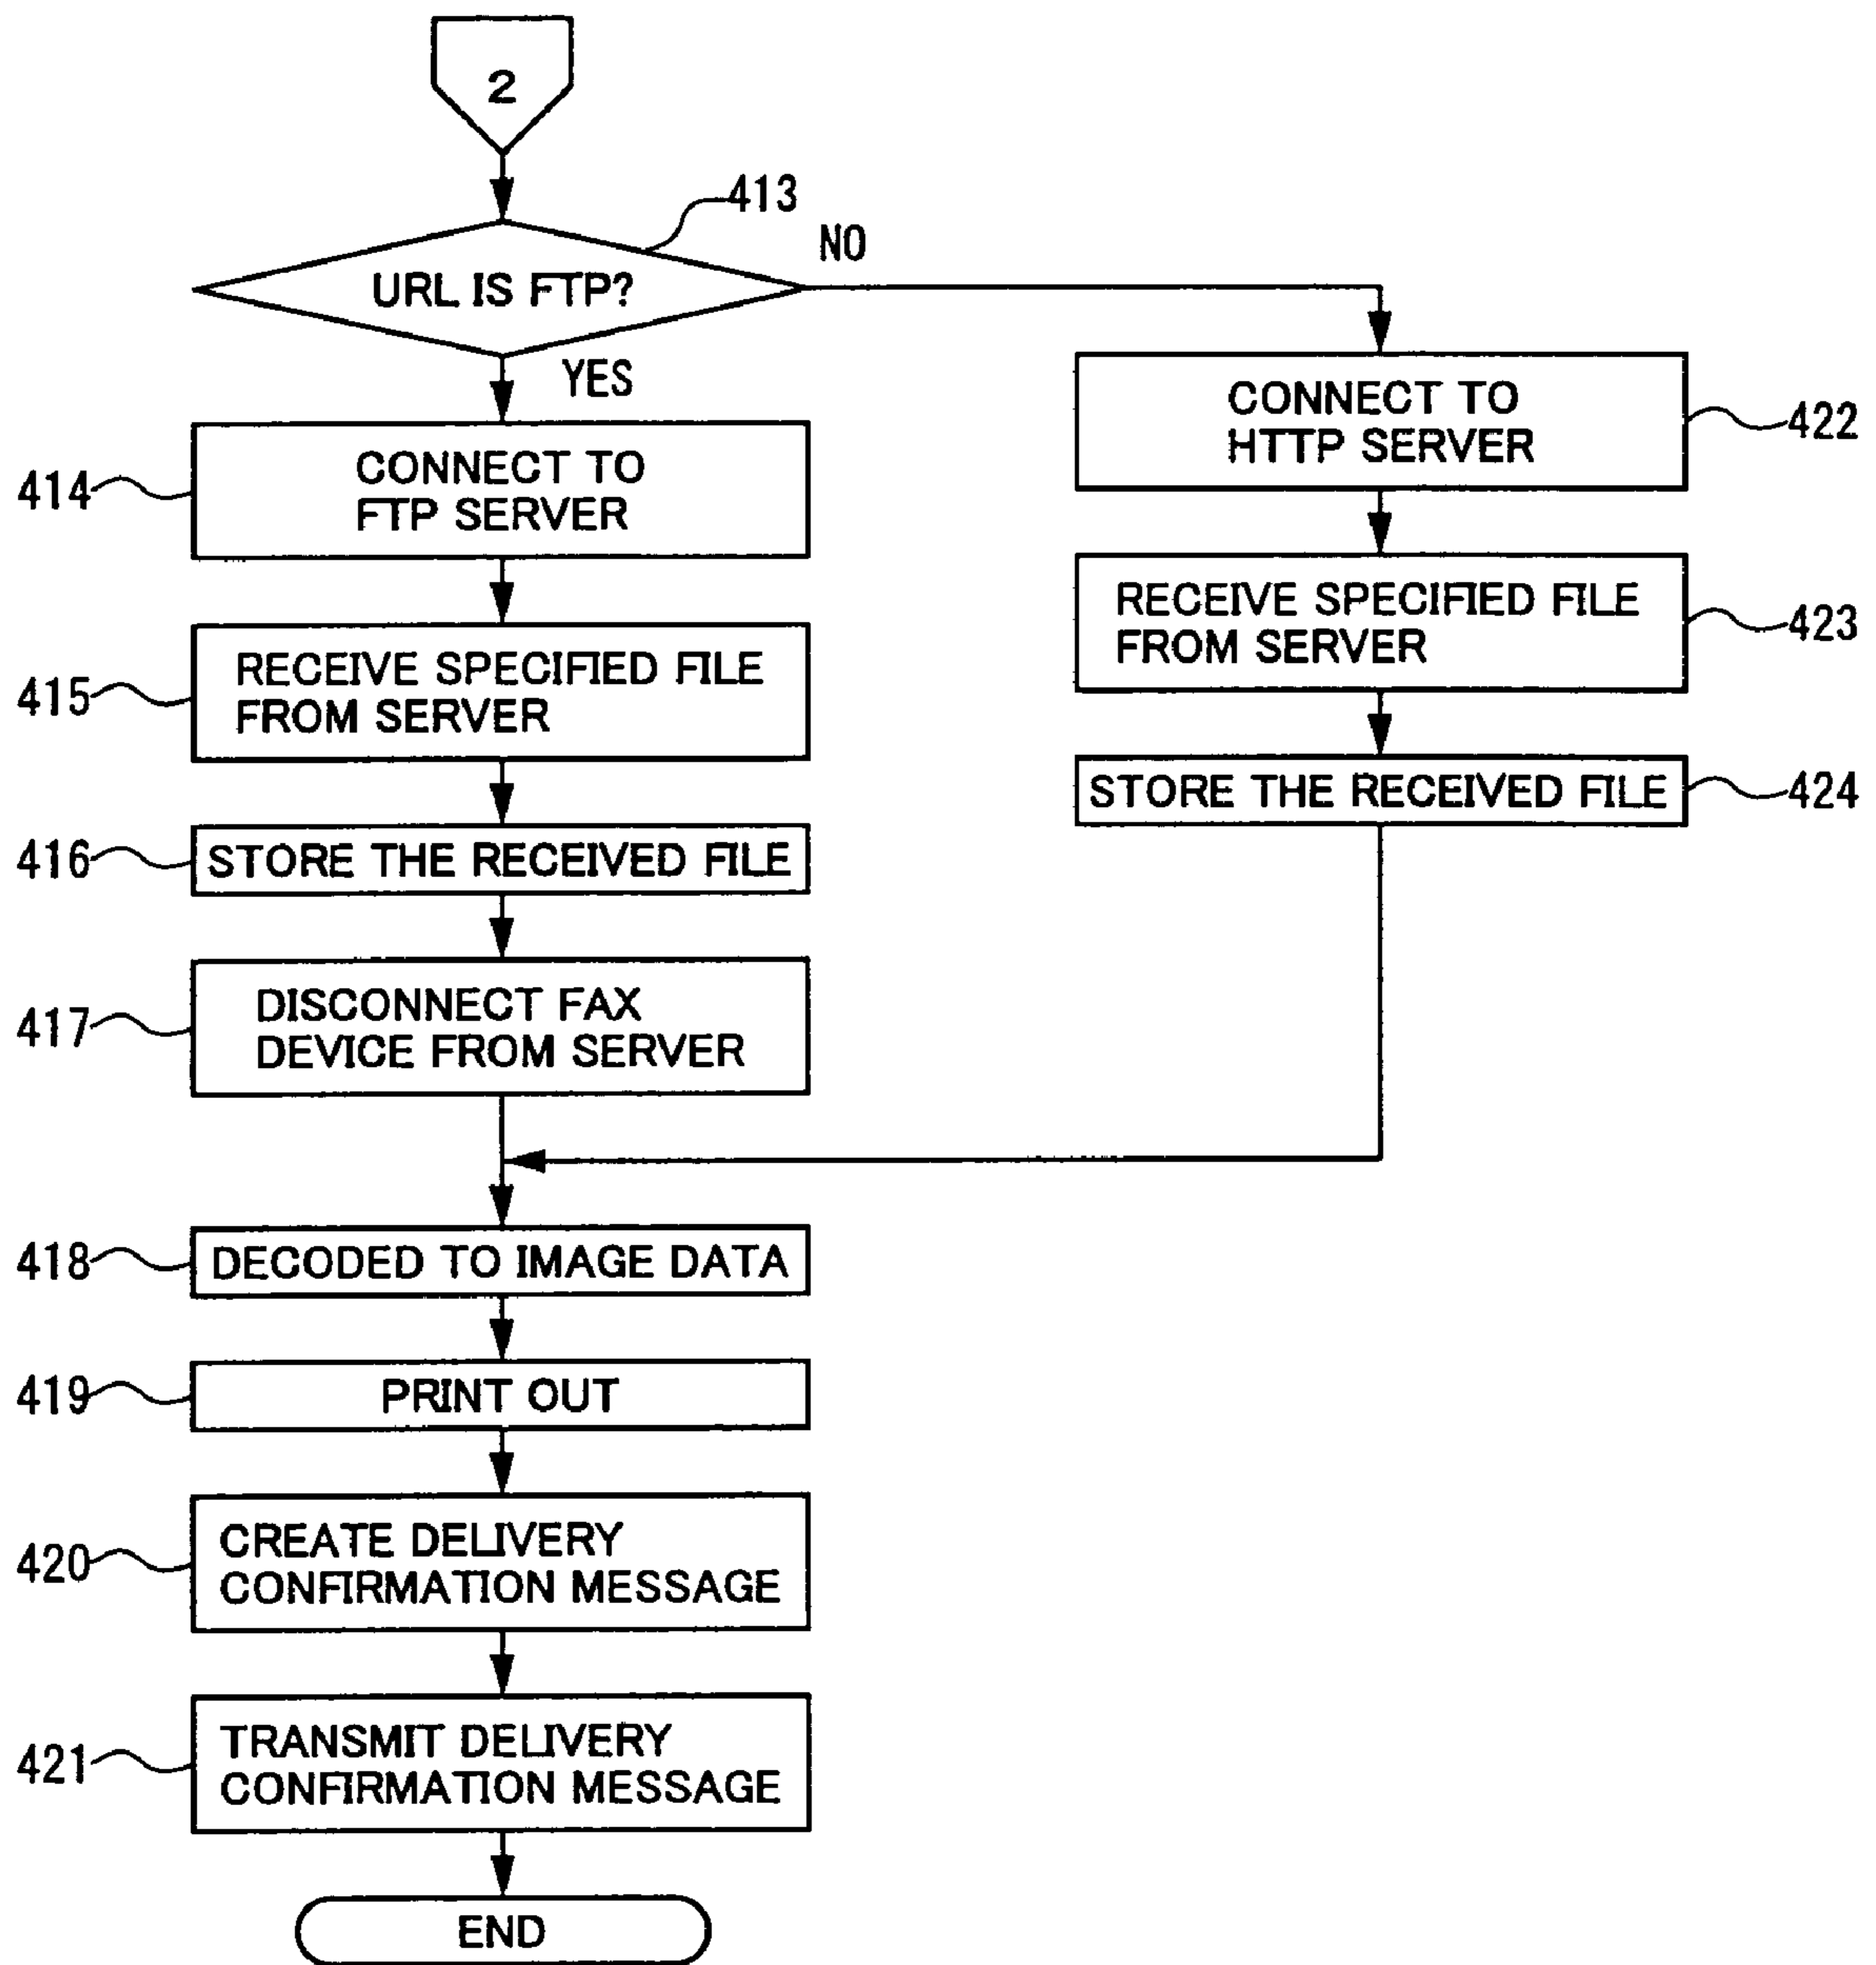 2
413
URL IS FTP?
NO
YES
414
CONNECT TO
FTP SERVER
415
RECEIVE SPECIFIED FILE
FROM SERVER
416
STORE THE RECEIVED FILE
417
DISCONNECT FAX
DEVICE FROM SERVER
CONNECT TO
HTTP SERVER
422
RECEIVE SPECIFIED FILE
FROM SERVER
423
STORE THE RECEIVED FILE
424
418
DECODED TO IMAGE DATA
419
PRINT OUT
420
CREATE DELIVERY
CONFIRMATION MESSAGE
421
TRANSMIT DELIVERY
CONFIRMATION MESSAGE
END